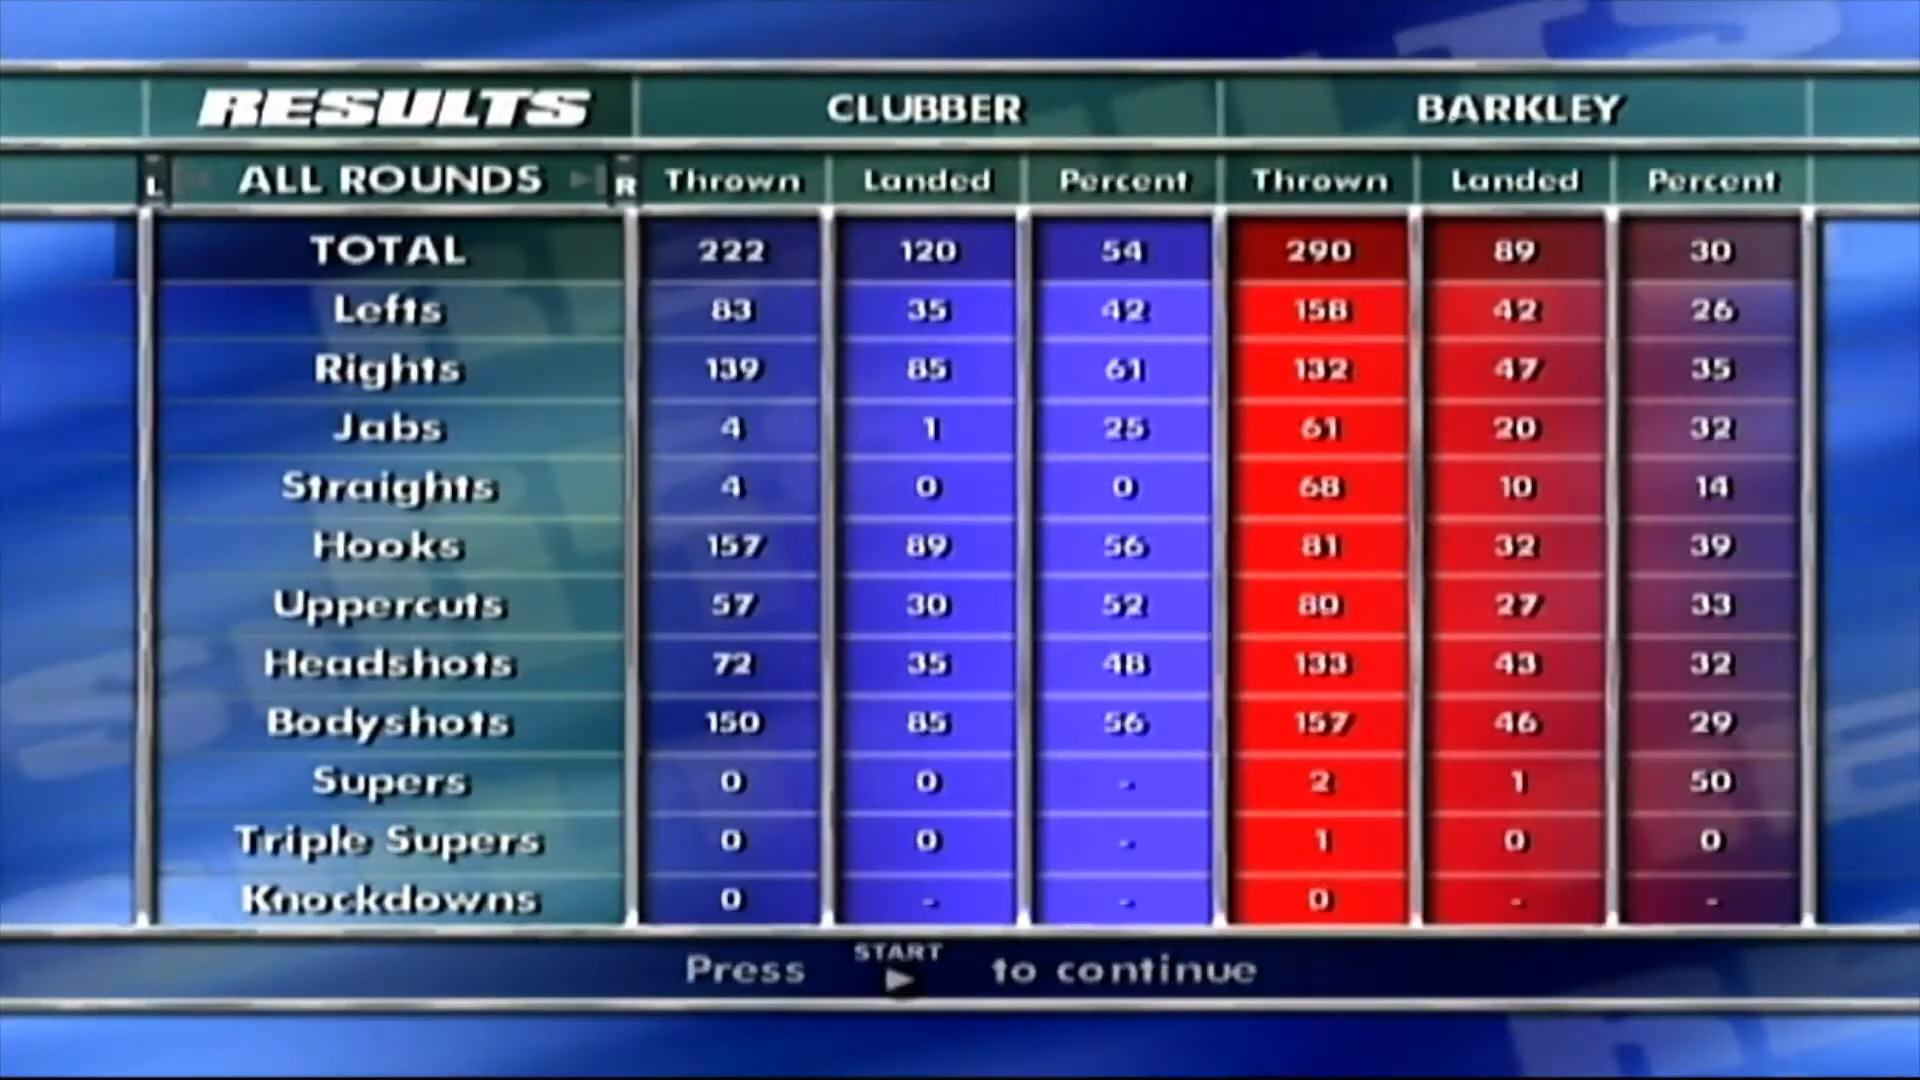 RESULTS CLUBBER BARKLEY
L ALL ROUNDS R Thrown Landed Percent Thrown Landed Percent
TOTAL 222 120 54 290 89 30
Lefts 83 35 42 158 42 26
Rights 139 85 61 132 47 35
Jabs 4 1 25 61 20 32
Straights 4 0 0 68 10 14
Hooks 157 89 56 81 32 39
Uppercuts 57 30 52 80 27 33
Headshots 72 35 48 133 43 32
Bodyshots 150 85 56 157 46 29
Supers 0 0 - 2 1 50
Triple Supers 0 0 - 1 0 0
Knockdowns 0 - - 0 - -
Press START to continue